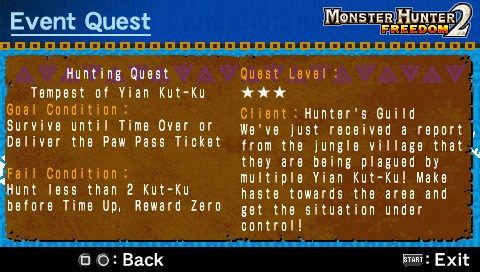 Event Quest
MONSTER HUNTER
FREEDOM 2
Hunting Quest
Tempest of Yian Kut-Ku
Goal Condition:
Survive until Time Over or
Deliver the Paw Pass Ticket
Fail Condition:
Hunt less than 2 Kut-Ku
before Time Up, Reward Zero
Quest Level:
★★★
Client: Hunter's Guild
We've just received a report
from the jungle village that
they are being plagued by
multiple Yian Kut-Ku! Make
haste towards the area and
get the situation under
control!
□○: Back
START: Exit